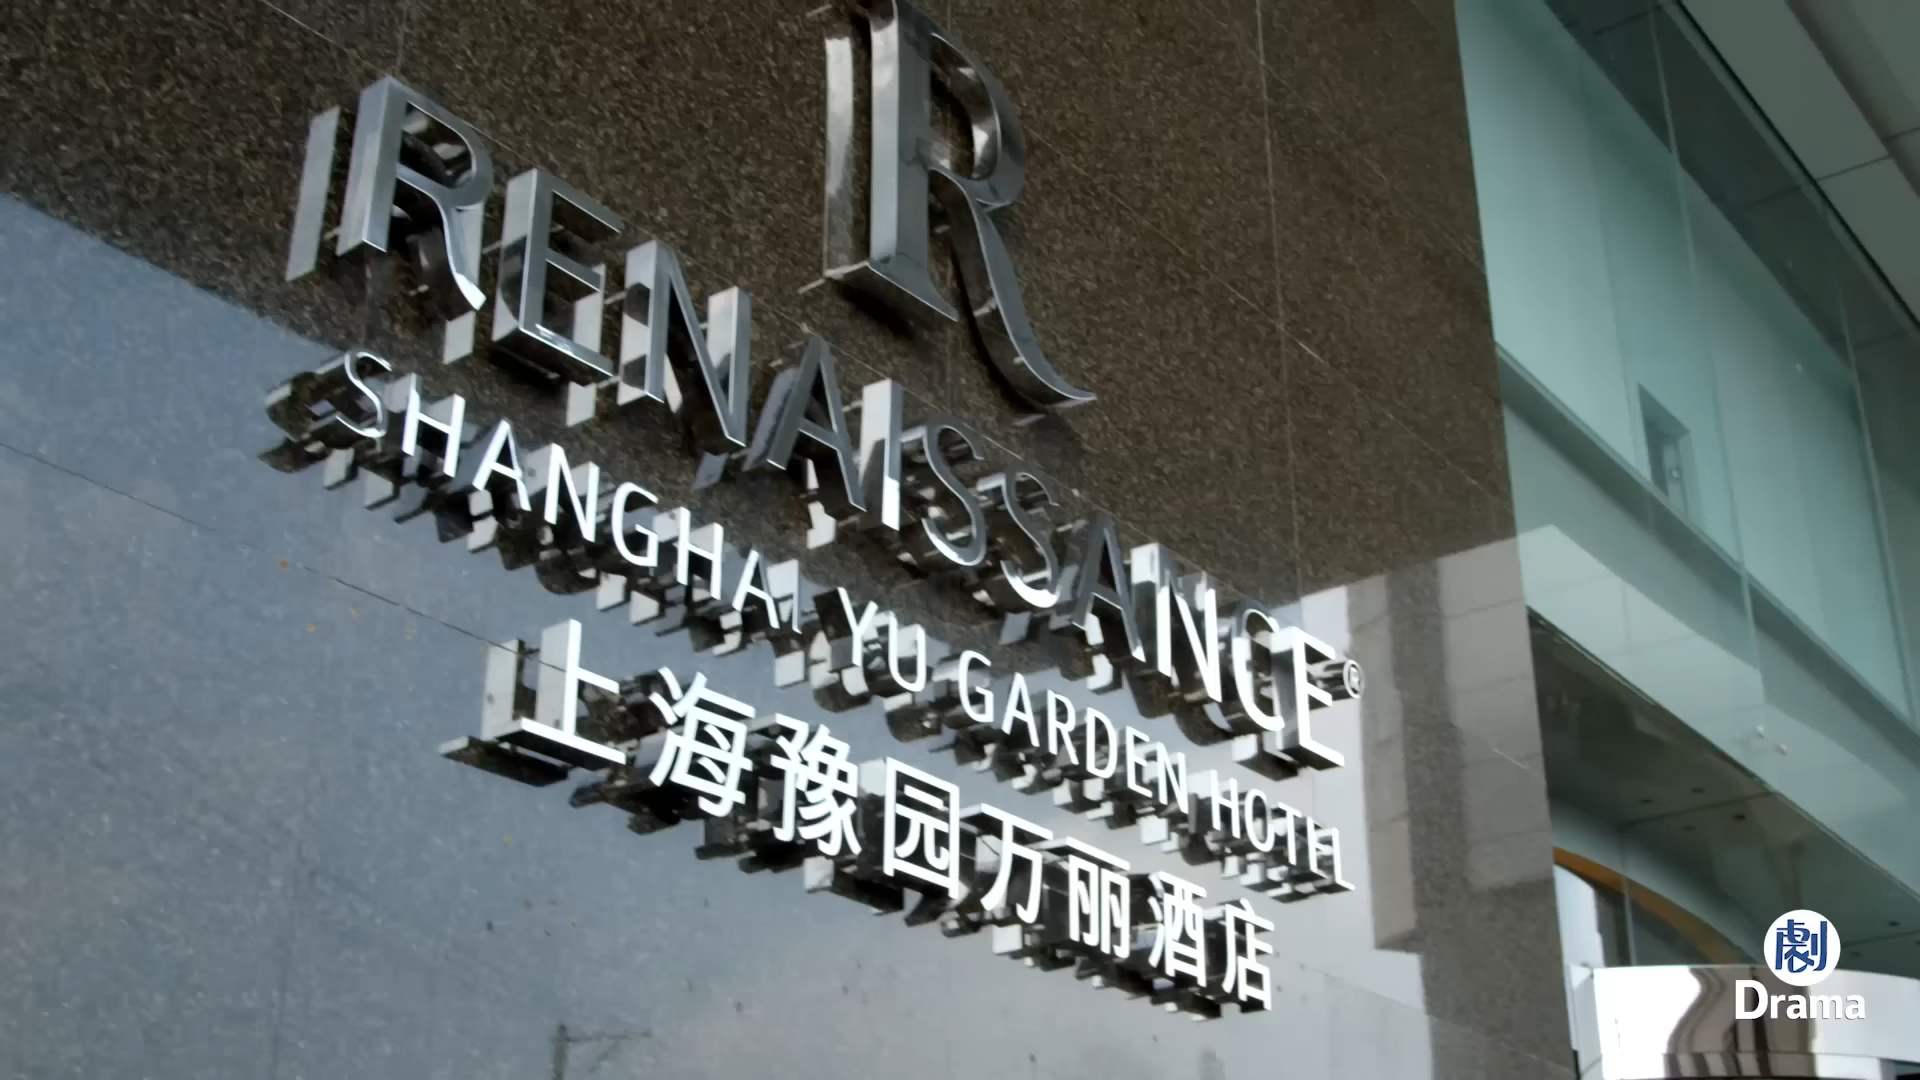 R
RENAISSANCE®
SHANGHAI YU GARDEN HOTEL
上海豫园万丽酒店
劇
Drama